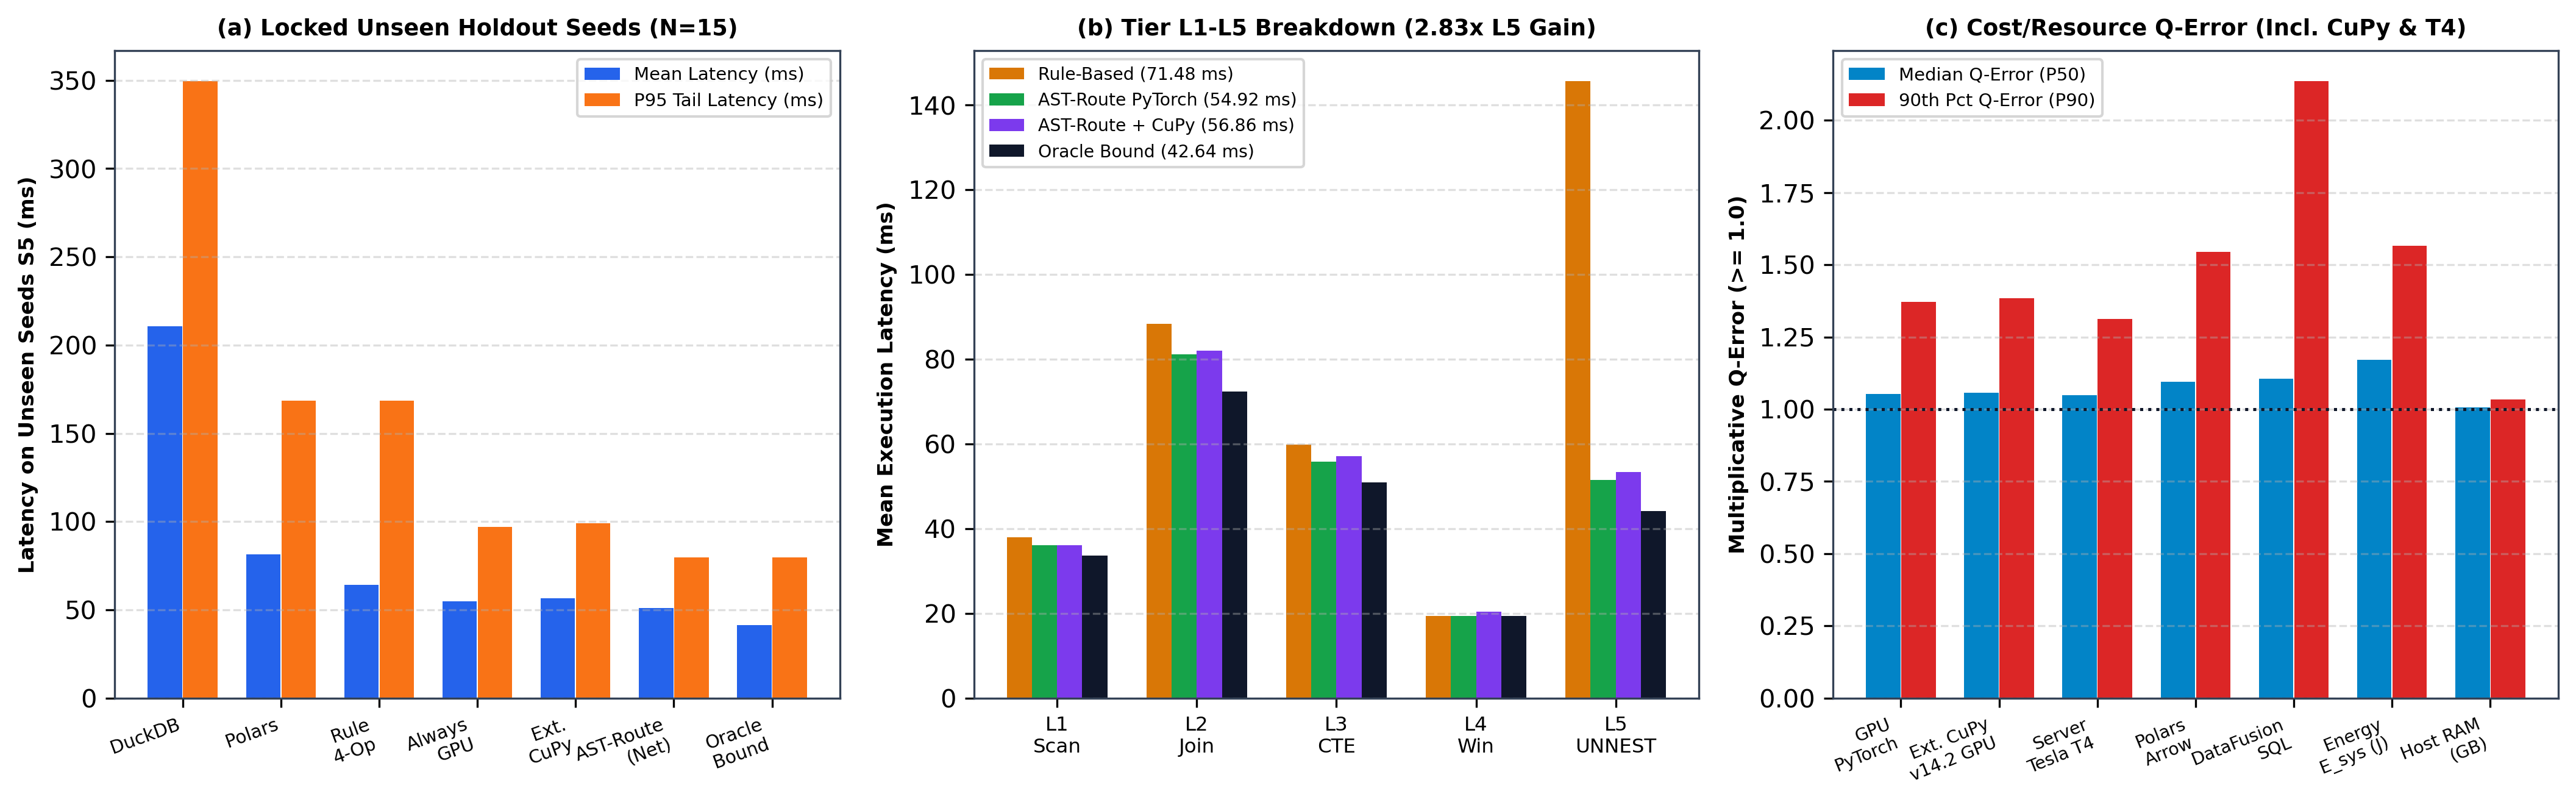 (a) Locked Unseen Holdout Seeds (N=15)
Latency on Unseen Seeds S5 (ms)
350
300
250
200
150
100
50
0
Mean Latency (ms)
P95 Tail Latency (ms)
DuckDB
Polars
Rule
4-Op
Always
GPU
Ext.
CuPy
AST-Route
(Net)
Oracle
Bound
(b) Tier L1-L5 Breakdown (2.83x L5 Gain)
Mean Execution Latency (ms)
140
120
100
80
60
40
20
0
Rule-Based (71.48 ms)
AST-Route PyTorch (54.92 ms)
AST-Route + CuPy (56.86 ms)
Oracle Bound (42.64 ms)
L1
Scan
L2
Join
L3
CTE
L4
Win
L5
UNNEST
(c) Cost/Resource Q-Error (Incl. CuPy & T4)
Multiplicative Q-Error (>= 1.0)
2.00
1.75
1.50
1.25
1.00
0.75
0.50
0.25
0.00
Median Q-Error (P50)
90th Pct Q-Error (P90)
GPU
PyTorch
Ext. CuPy
v14.2 GPU
Server
Tesla T4
Polars
Arrow
DataFusion
SQL
Energy
E_sys (J)
Host RAM
(GB)